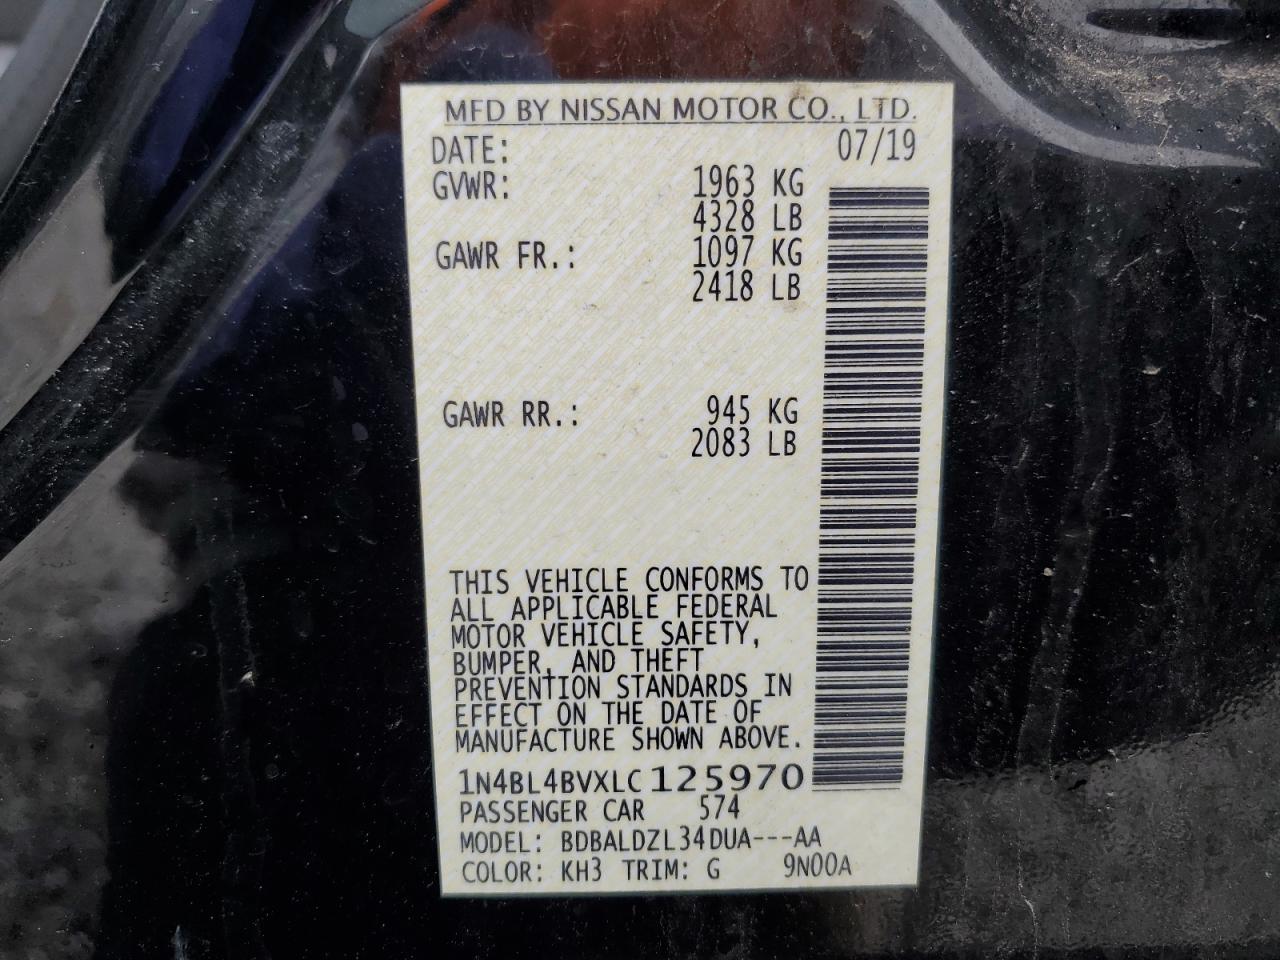 MFD BY NISSAN MOTOR CO., LTD.
DATE: 07/19
GVWR: 1963 KG
4328 LB
GAWR FR.: 1097 KG
2418 LB
GAWR RR.: 945 KG
2083 LB
THIS VEHICLE CONFORMS TO
ALL APPLICABLE FEDERAL
MOTOR VEHICLE SAFETY,
BUMPER, AND THEFT
PREVENTION STANDARDS IN
EFFECT ON THE DATE OF
MANUFACTURE SHOWN ABOVE.
1N4BL4BVXLC125970
PASSENGER CAR 574
MODEL: BDBALDZL34DUA---AA
COLOR: KH3 TRIM: G 9N00A